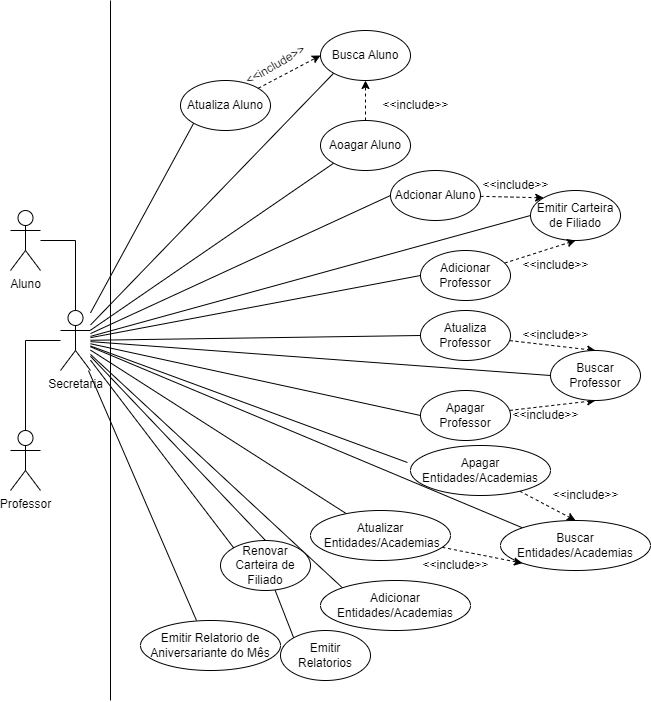 Busca Aluno
<<include>>
Atualiza Aluno
<<include>>
Aoagar Aluno
<<include>>
Adcionar Aluno
Emitir Carteira
de Filiado
Aluno
<<include>>
Adicionar
Professor
Atualiza
Professor
<<include>>
Secretaria
Buscar
Professor
Apagar
Professor
<<include>>
Professor
Apagar
Entidades/Academias
<<include>>
Atualizar
Entidades/Academias
Buscar
Entidades/Academias
<<include>>
Renovar
Carteira de
Filiado
Adicionar
Entidades/Academias
Emitir Relatorio de
Aniversariante do Mês
Emitir
Relatorios